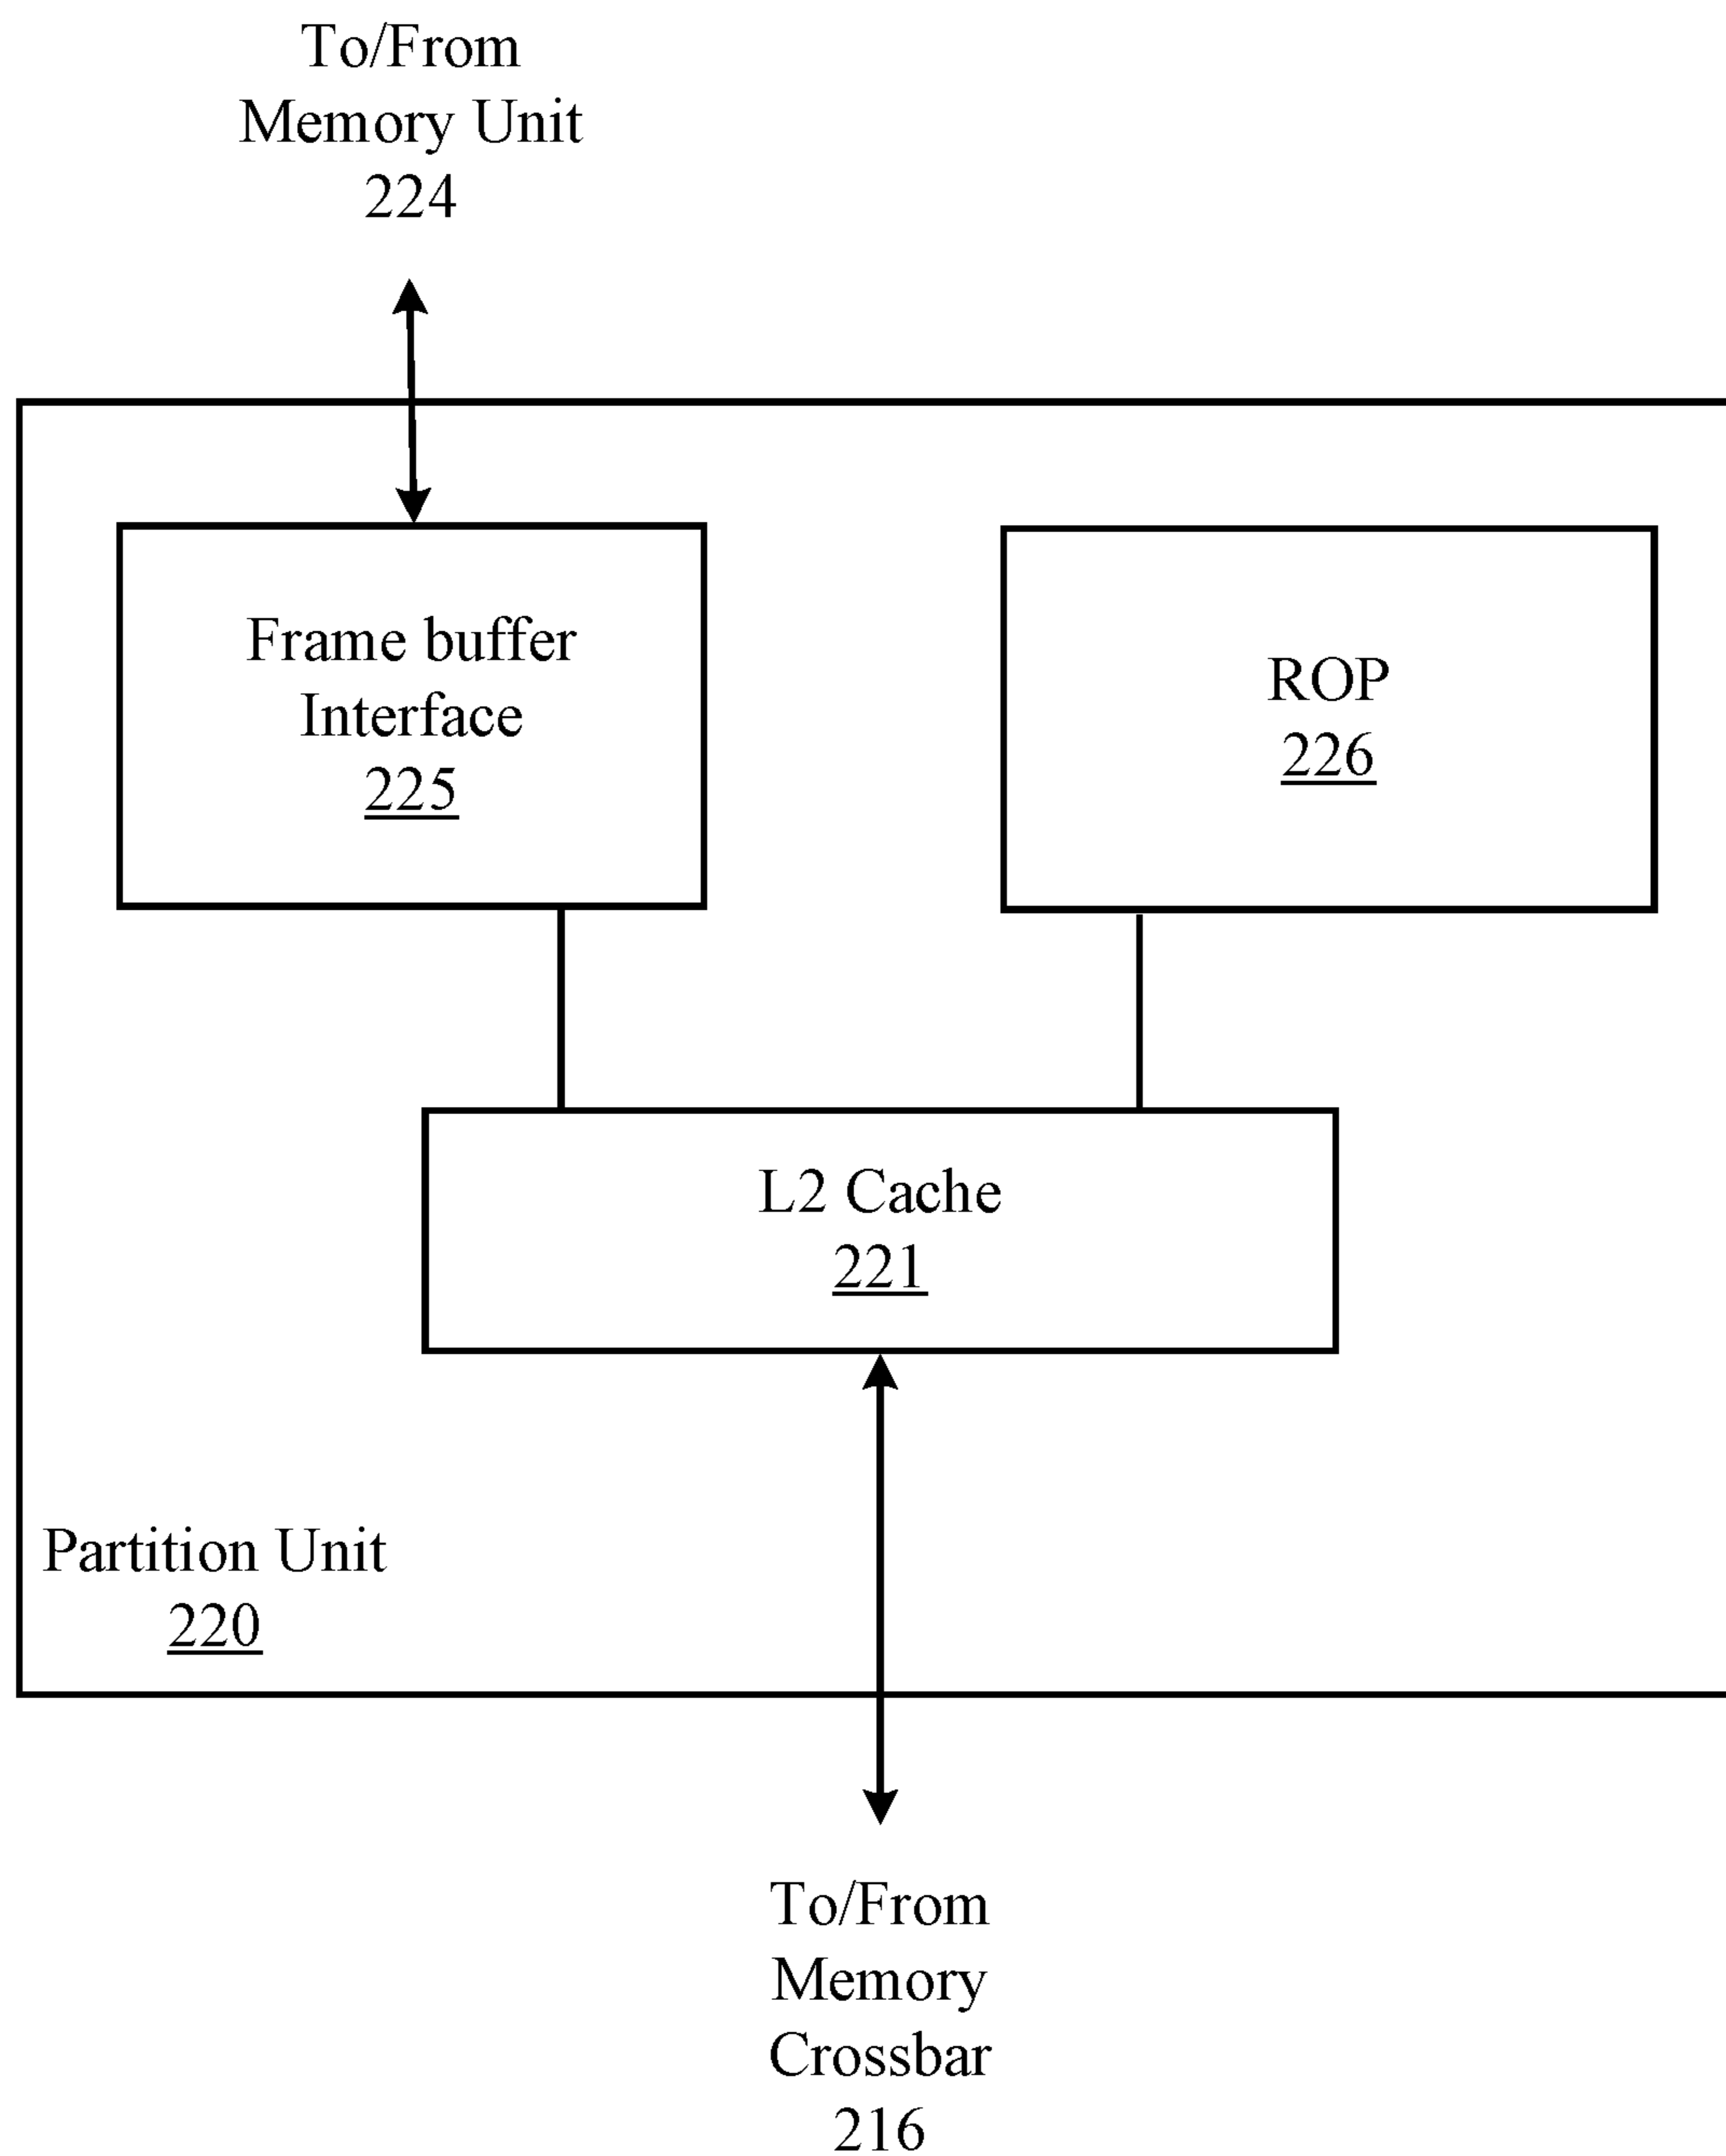 To/From
Memory Unit
224
Frame buffer
Interface
225
ROP
226
L2 Cache
221
Partition Unit
220
To/From
Memory
Crossbar
216